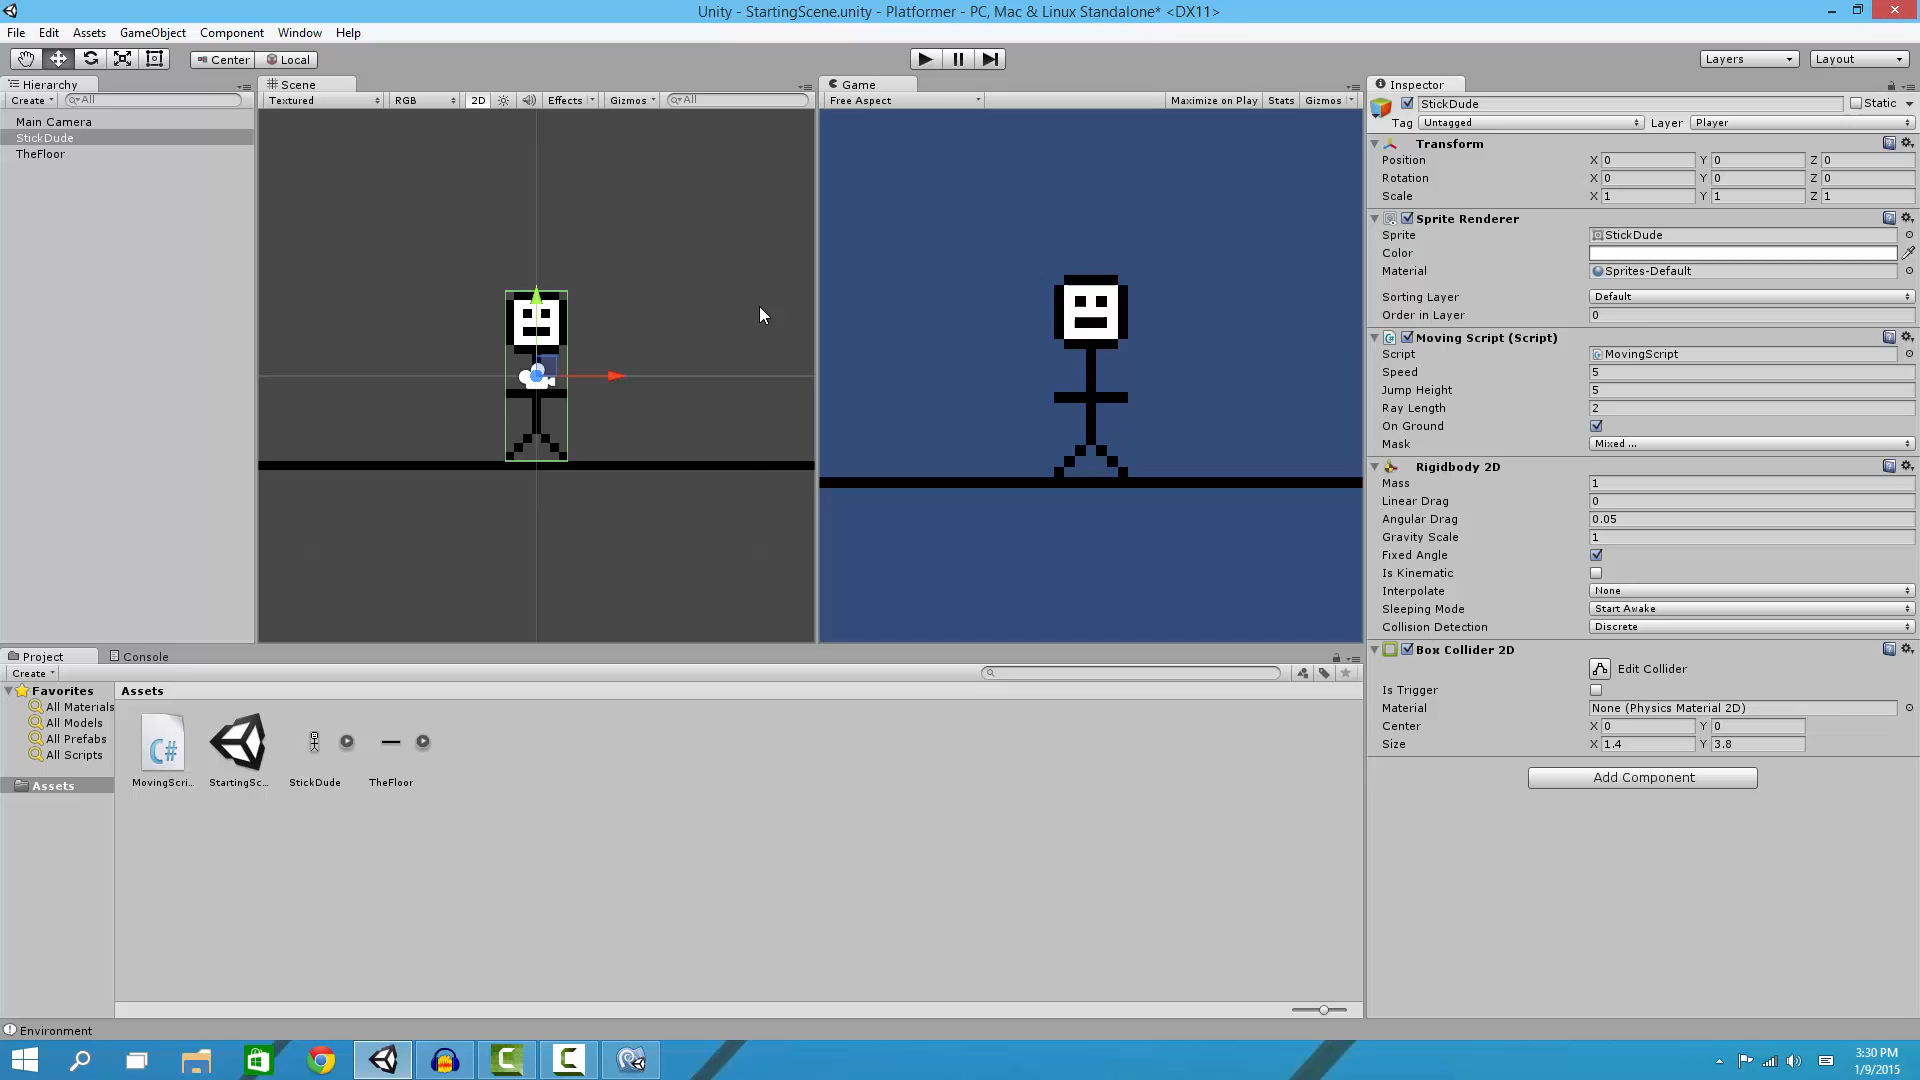 Unity - StartingScene.unity - Platformer - PC, Mac & Linux Standalone* <DX11>
File Edit Assets GameObject Component Window Help
Center Local Layers Layout
Hierarchy
Create All
Main Camera
StickDude
TheFloor
Scene
Textured RGB 2D Effects Gizmos All
Game
Free Aspect Maximize on Play Stats Gizmos
Inspector
StickDude Static
Tag Untagged Layer Player
Transform
Position X 0 Y 0 Z 0
Rotation X 0 Y 0 Z 0
Scale X 1 Y 1 Z 1
Sprite Renderer
Sprite StickDude
Color
Material Sprites-Default
Sorting Layer Default
Order in Layer 0
Moving Script (Script)
Script MovingScript
Speed 5
Jump Height 5
Ray Length 2
On Ground
Mask Mixed ...
Rigidbody 2D
Mass 1
Linear Drag 0
Angular Drag 0.05
Gravity Scale 1
Fixed Angle
Is Kinematic
Interpolate None
Sleeping Mode Start Awake
Collision Detection Discrete
Box Collider 2D
Edit Collider
Is Trigger
Material None (Physics Material 2D)
Center X 0 Y 0
Size X 1.4 Y 3.8
Add Component
Project Console
Create
Favorites
All Materials
All Models
All Prefabs
All Scripts
Assets
Assets
C#
MovingScri... StartingSc... StickDude TheFloor
Environment
3:30 PM
1/9/2015